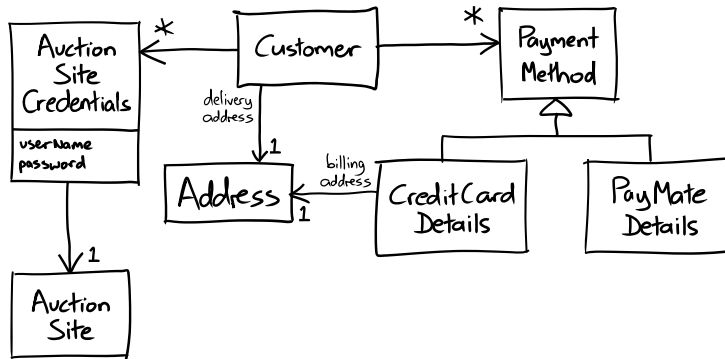 Auction
Site
Credentials
userName
password
*
Customer
*
Payment
Method
delivery
address
1
Address
billing
address
1
CreditCard
Details
PayMate
Details
1
Auction
Site